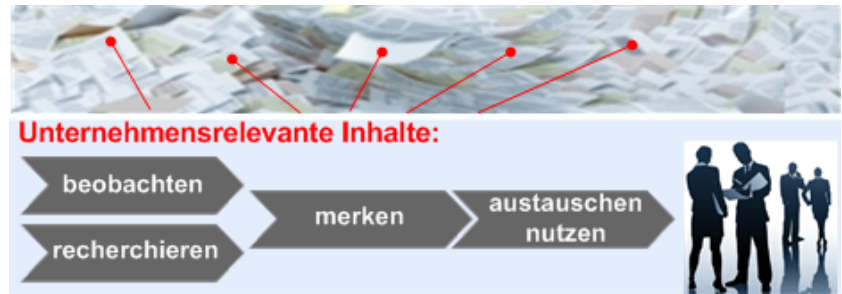 Unternehmensrelevante Inhalte:
beobachten
recherchieren
merken
austauschen
nutzen